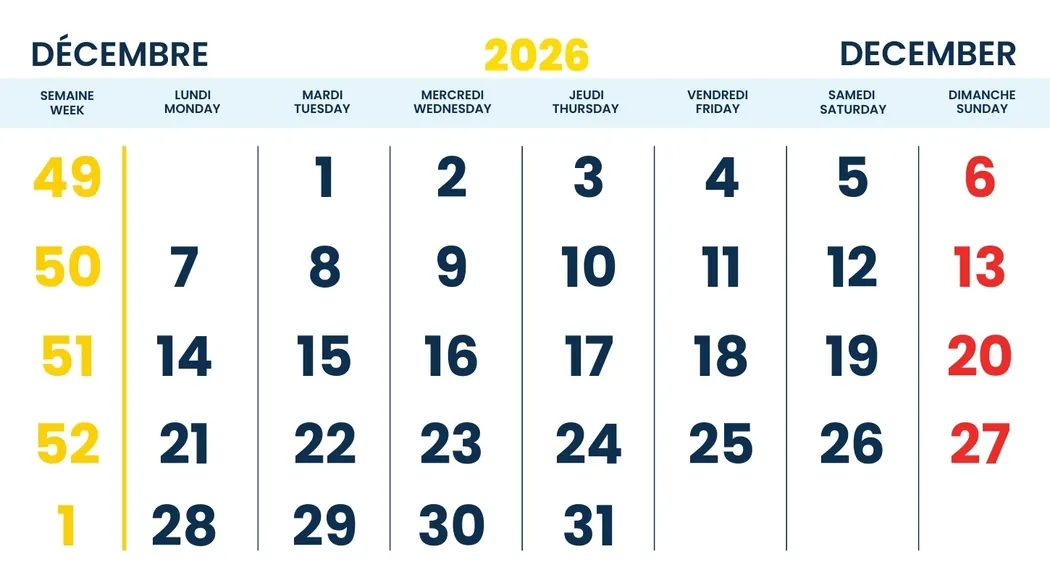 DÉCEMBRE 2026 DECEMBER
SEMAINE LUNDI MARDI MERCREDI JEUDI VENDREDI SAMEDI DIMANCHE
WEEK MONDAY TUESDAY WEDNESDAY THURSDAY FRIDAY SATURDAY SUNDAY
49 1 2 3 4 5 6
50 7 8 9 10 11 12 13
51 14 15 16 17 18 19 20
52 21 22 23 24 25 26 27
1 28 29 30 31